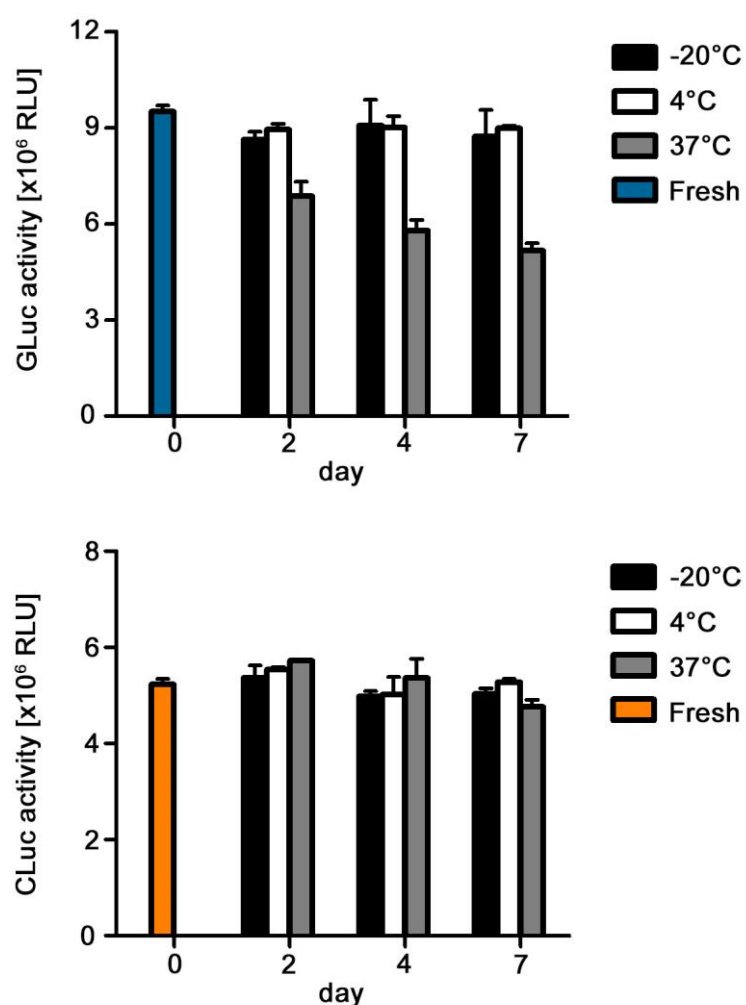 GLuc activity [x10⁶ RLU]
12
9
6
3
0
0 2 4 7
day
-20°C
4°C
37°C
Fresh
CLuc activity [x10⁶ RLU]
8
6
4
2
0
0 2 4 7
day
-20°C
4°C
37°C
Fresh